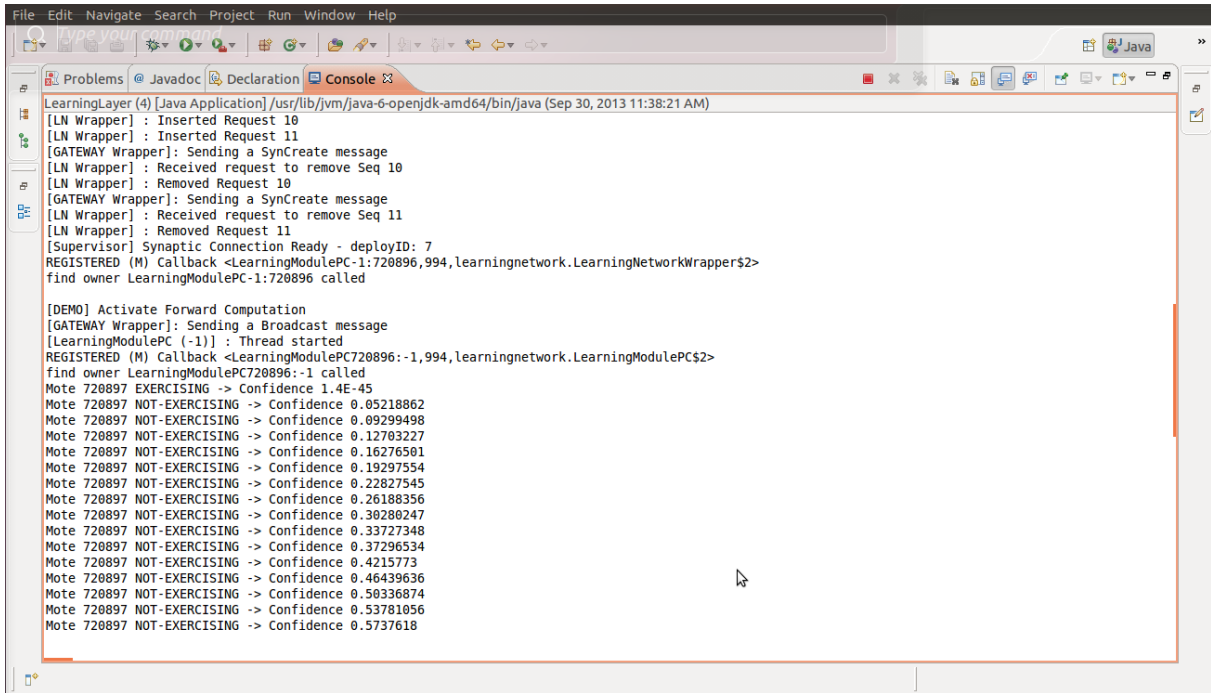 File Edit Navigate Search Project Run Window Help
Type your command
Java
»
Problems @ Javadoc Declaration Console
LearningLayer (4) [Java Application] /usr/lib/jvm/java-6-openjdk-amd64/bin/java (Sep 30, 2013 11:38:21 AM)
[LN Wrapper] : Inserted Request 10
[LN Wrapper] : Inserted Request 11
[GATEWAY Wrapper]: Sending a SynCreate message
[LN Wrapper] : Received request to remove Seq 10
[LN Wrapper] : Removed Request 10
[GATEWAY Wrapper]: Sending a SynCreate message
[LN Wrapper] : Received request to remove Seq 11
[LN Wrapper] : Removed Request 11
[Supervisor] Synaptic Connection Ready - deployID: 7
REGISTERED (M) Callback <LearningModulePC-1:720896,994,learningnetwork.LearningNetworkWrapper$2>
find owner LearningModulePC-1:720896 called
[DEMO] Activate Forward Computation
[GATEWAY Wrapper]: Sending a Broadcast message
[LearningModulePC (-1)] : Thread started
REGISTERED (M) Callback <LearningModulePC720896:-1,994,learningnetwork.LearningModulePC$2>
find owner LearningModulePC720896:-1 called
Mote 720897 EXERCISING -> Confidence 1.4E-45
Mote 720897 NOT-EXERCISING -> Confidence 0.05218862
Mote 720897 NOT-EXERCISING -> Confidence 0.09299498
Mote 720897 NOT-EXERCISING -> Confidence 0.12703227
Mote 720897 NOT-EXERCISING -> Confidence 0.16276501
Mote 720897 NOT-EXERCISING -> Confidence 0.19297554
Mote 720897 NOT-EXERCISING -> Confidence 0.22827545
Mote 720897 NOT-EXERCISING -> Confidence 0.26188356
Mote 720897 NOT-EXERCISING -> Confidence 0.30280247
Mote 720897 NOT-EXERCISING -> Confidence 0.33727348
Mote 720897 NOT-EXERCISING -> Confidence 0.37296534
Mote 720897 NOT-EXERCISING -> Confidence 0.4215773
Mote 720897 NOT-EXERCISING -> Confidence 0.46439636
Mote 720897 NOT-EXERCISING -> Confidence 0.50336874
Mote 720897 NOT-EXERCISING -> Confidence 0.53781056
Mote 720897 NOT-EXERCISING -> Confidence 0.5737618